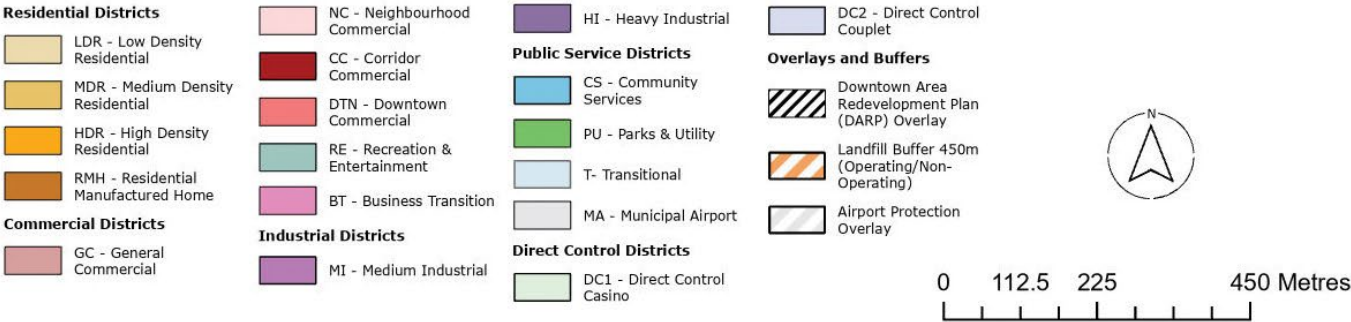 Residential Districts
LDR - Low Density
Residential
MDR - Medium Density
Residential
HDR - High Density
Residential
RMH - Residential
Manufactured Home
Commercial Districts
GC - General
Commercial
NC - Neighbourhood
Commercial
CC - Corridor
Commercial
DTN - Downtown
Commercial
RE - Recreation &
Entertainment
BT - Business Transition
Industrial Districts
MI - Medium Industrial
HI - Heavy Industrial
Public Service Districts
CS - Community
Services
PU - Parks & Utility
T- Transitional
MA - Municipal Airport
Direct Control Districts
DC1 - Direct Control
Casino
DC2 - Direct Control
Couplet
Overlays and Buffers
Downtown Area
Redevelopment Plan
(DARP) Overlay
Landfill Buffer 450m
(Operating/Non-
Operating)
Airport Protection
Overlay
N
0 112.5 225 450 Metres